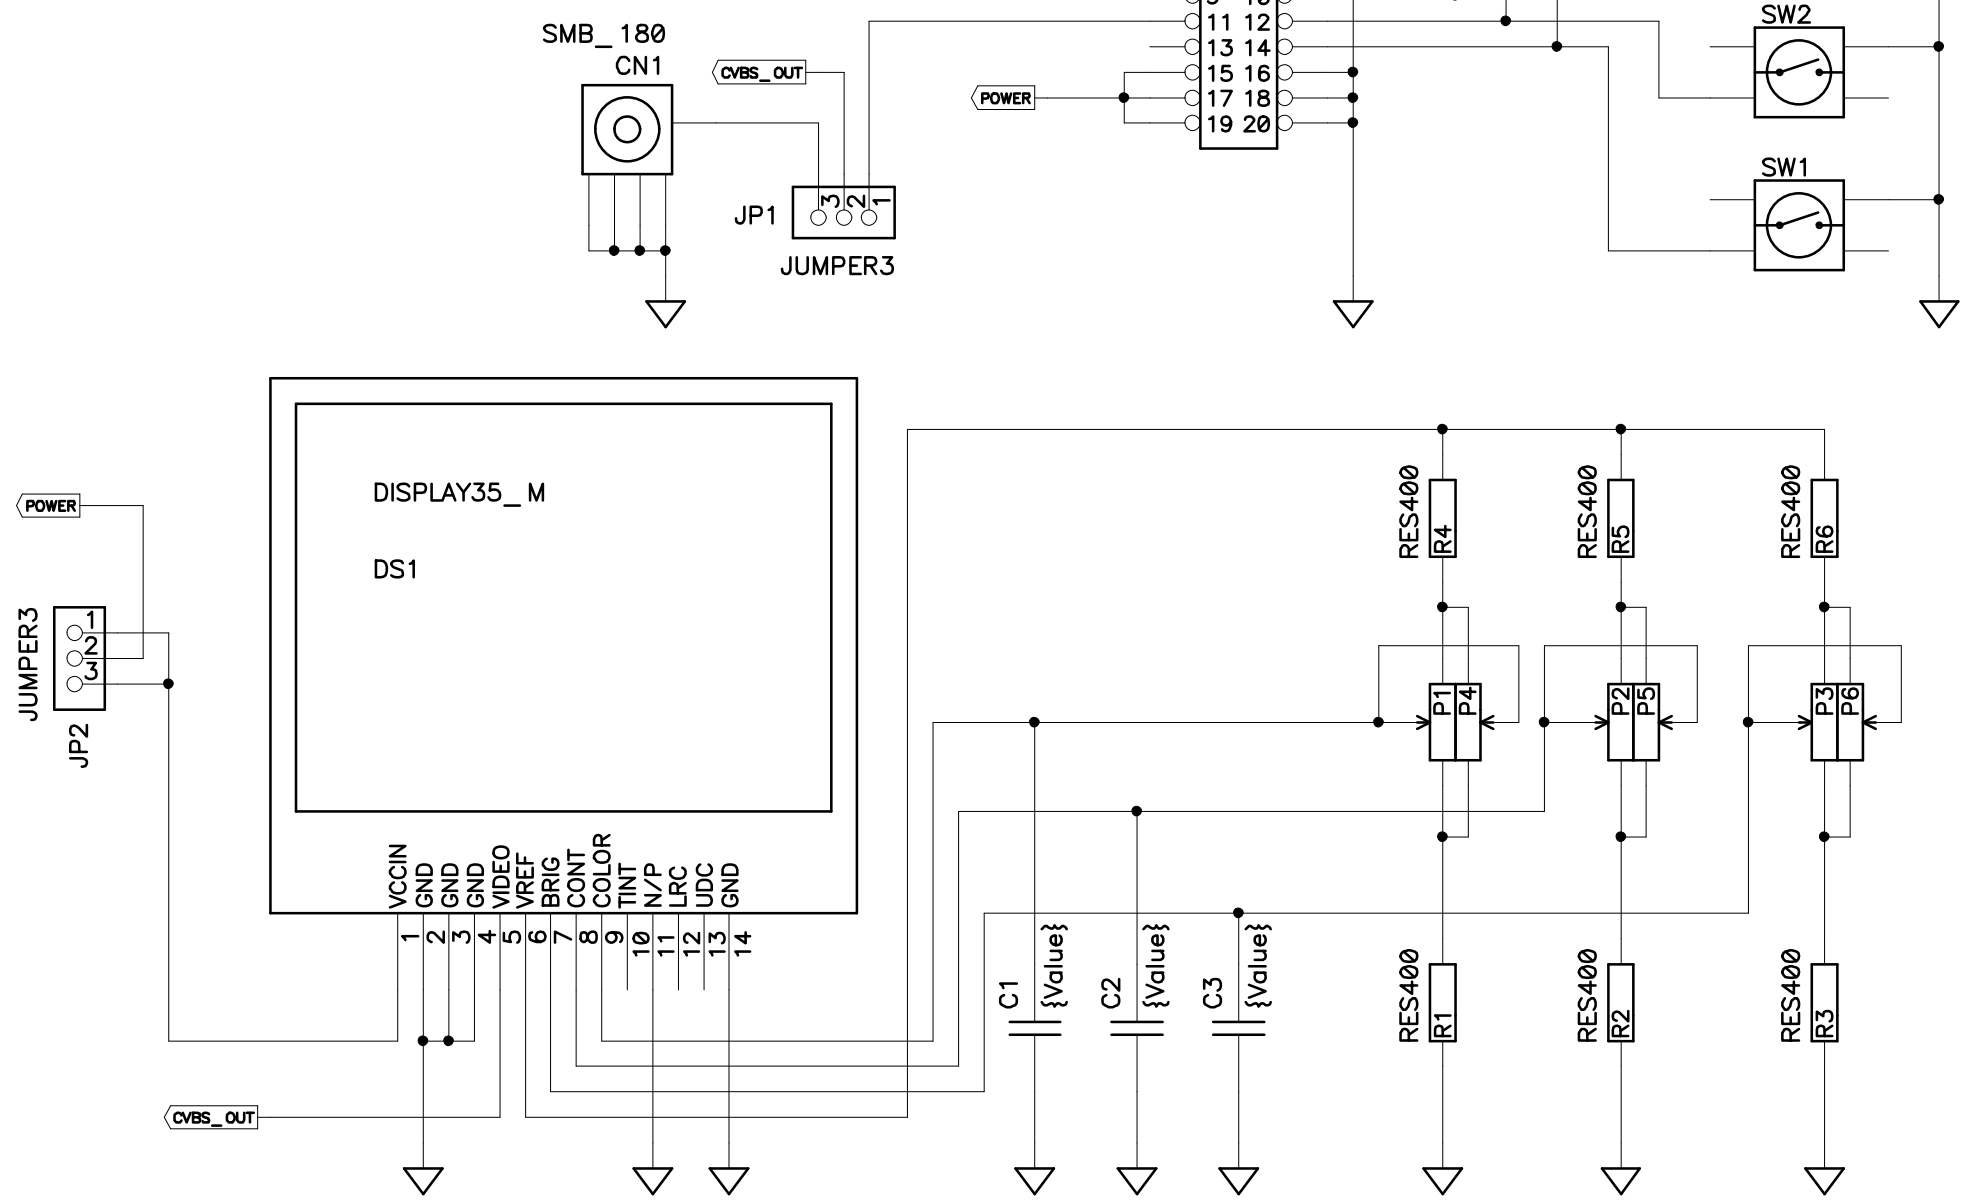 SMB_180
CN1
CVBS_OUT
POWER
11 12
13 14
15 16
17 18
19 20
SW2
SW1
JP1
3 2 1
JUMPER3
DISPLAY35_M
DS1
POWER
JUMPER3
1
2
3
JP2
VCCIN
GND
GND
GND
VIDEO
VREF
BRIG
CONT
COLOR
TINT
N/P
LRC
UDC
GND
1 2 3 4 5 6 7 8 9 10 11 12 13 14
CVBS_OUT
RES400
R4
RES400
R5
RES400
R6
P1
P4
P2
P5
P3
P6
C1
{Value}
C2
{Value}
C3
{Value}
RES400
R1
RES400
R2
RES400
R3